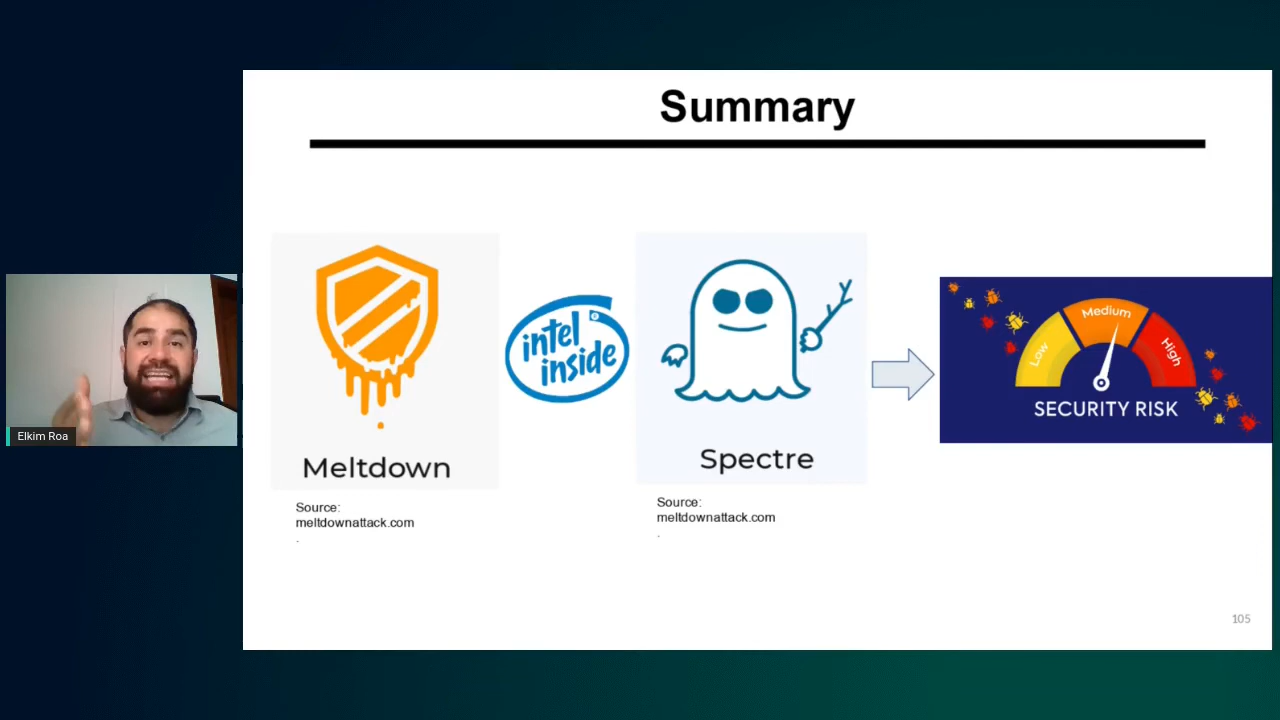 Summary
intel
inside
Meltdown
Spectre
Low
Medium
High
SECURITY RISK
Source:
meltdownattack.com
.
Source:
meltdownattack.com
.
Elkim Roa
105